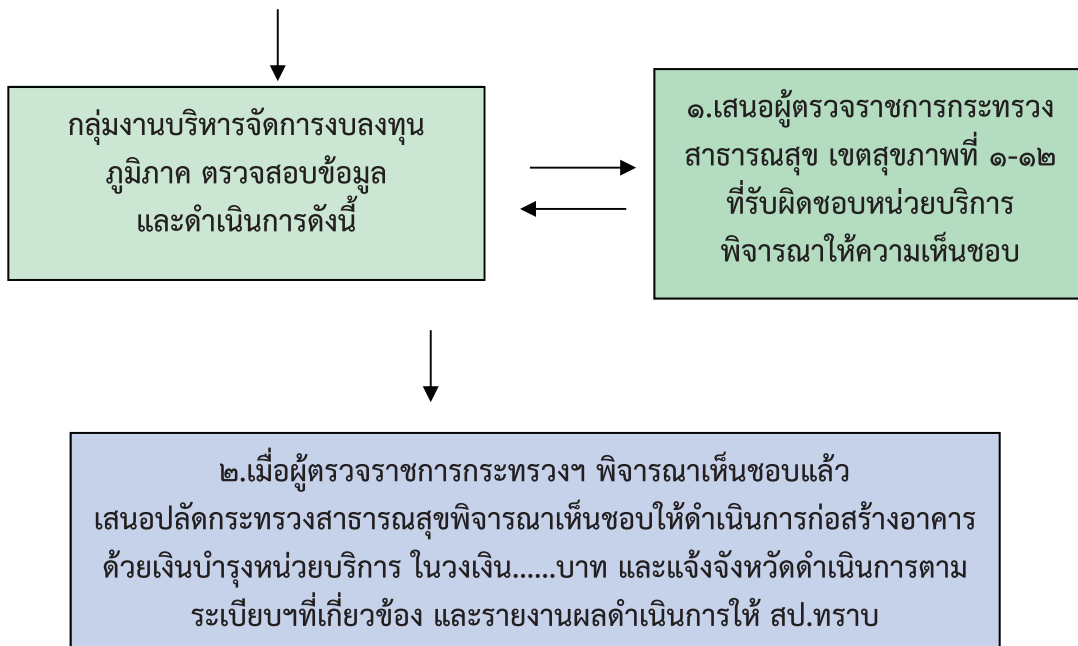 กลุ่มงานบริหารจัดการงบลงทุน
ภูมิภาค ตรวจสอบข้อมูล
และดำเนินการดังนี้
๑.เสนอผู้ตรวจราชการกระทรวง
สาธารณสุข เขตสุขภาพที่ ๑-๑๒
ที่รับผิดชอบหน่วยบริการ
พิจารณาให้ความเห็นชอบ
๒.เมื่อผู้ตรวจราชการกระทรวงฯ พิจารณาเห็นชอบแล้ว
เสนอปลัดกระทรวงสาธารณสุขพิจารณาเห็นชอบให้ดำเนินการก่อสร้างอาคาร
ด้วยเงินบำรุงหน่วยบริการ ในวงเงิน......บาท และแจ้งจังหวัดดำเนินการตาม
ระเบียบฯที่เกี่ยวข้อง และรายงานผลดำเนินการให้ สป.ทราบ